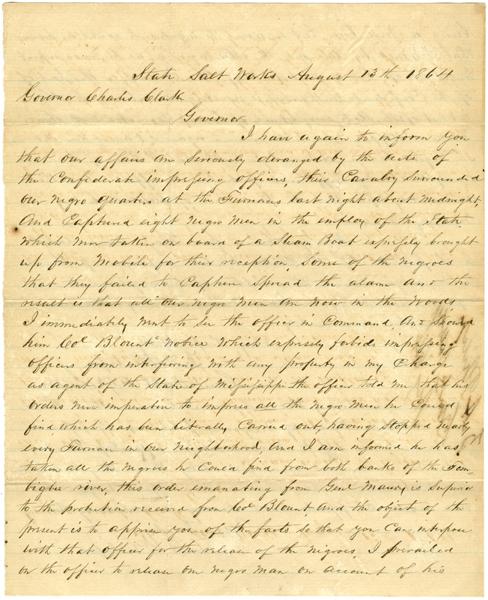 State Salt Works August 13th 1864
Governor Charles Clark
Governor
I have again to inform you
that our affairs are seriously deranged by the acts of
the Confederate impressing officers, their Cavalry surrounded
our negro quarters at the Furnaces last night about midnight,
And Captured eight negro men in the employ of the State
which wer taken on board of a Steam Boat expressly brought
up from Mobile for their reception, Some of the negroes
that they failed to Capture spread the alarm and the
result is that all our negro men are now in the woods
I immediately went to see the officer in Command, And showed
him Col Blount notice which expressly forbids impressing
officers from interfering with any property in my Charge
as agent of the State of Mississippi the officer told me that his
orders were imperative to impress all the negro men he Could
find which has been literally Carried out, having stopped nearly
every Furnace in our neighborhood, And I am informed he has
taken all the negroes he Could find from both banks of the Tom
bigbee river, this order emanating from Genl Maury is superior
to the protection received from Col Blount And the object of the
present is to apprise you of the facts so that you Can interpose
with that officer for the release of the negroes. I prevailed
on the officer to release one negro man on account of his